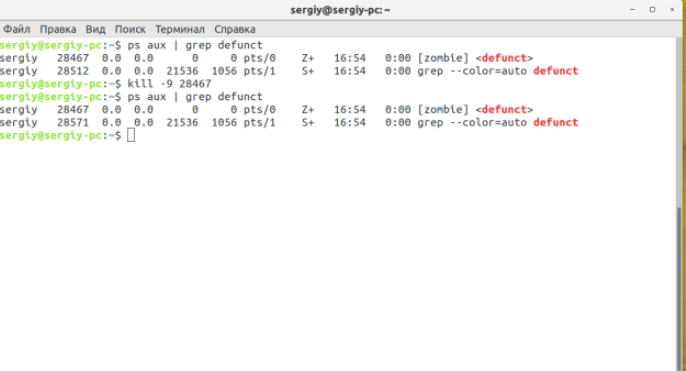 sergiy@sergiy-pc: ~
Файл Правка Вид Поиск Терминал Справка
sergiy@sergiy-pc:~$ ps aux | grep defunct
sergiy   28467  0.0  0.0      0     0 pts/0    Z+   16:54   0:00 [zombie] <defunct>
sergiy   28512  0.0  0.0  21536  1056 pts/1    S+   16:54   0:00 grep --color=auto defunct
sergiy@sergiy-pc:~$ kill -9 28467
sergiy@sergiy-pc:~$ ps aux | grep defunct
sergiy   28467  0.0  0.0      0     0 pts/0    Z+   16:54   0:00 [zombie] <defunct>
sergiy   28571  0.0  0.0  21536  1056 pts/1    S+   16:54   0:00 grep --color=auto defunct
sergiy@sergiy-pc:~$